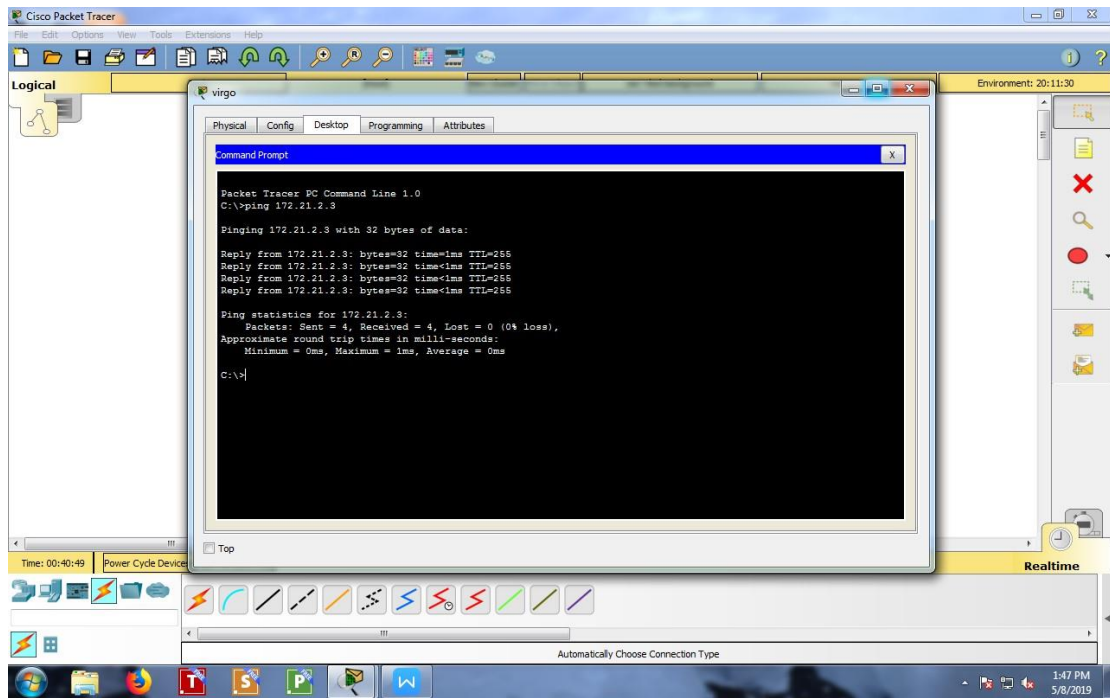 Cisco Packet Tracer
File Edit Options View Tools Extensions Help
Logical
Environment: 20:11:30
virgo
Physical Config Desktop Programming Attributes
Command Prompt
X
Packet Tracer PC Command Line 1.0
C:\>ping 172.21.2.3
Pinging 172.21.2.3 with 32 bytes of data:
Reply from 172.21.2.3: bytes=32 time=1ms TTL=255
Reply from 172.21.2.3: bytes=32 time<1ms TTL=255
Reply from 172.21.2.3: bytes=32 time<1ms TTL=255
Reply from 172.21.2.3: bytes=32 time<1ms TTL=255
Ping statistics for 172.21.2.3:
Packets: Sent = 4, Received = 4, Lost = 0 (0% loss),
Approximate round trip times in milli-seconds:
Minimum = 0ms, Maximum = 1ms, Average = 0ms
C:\>
Top
Time: 00:40:49 Power Cycle Device
Realtime
Automatically Choose Connection Type
1:47 PM
5/8/2019